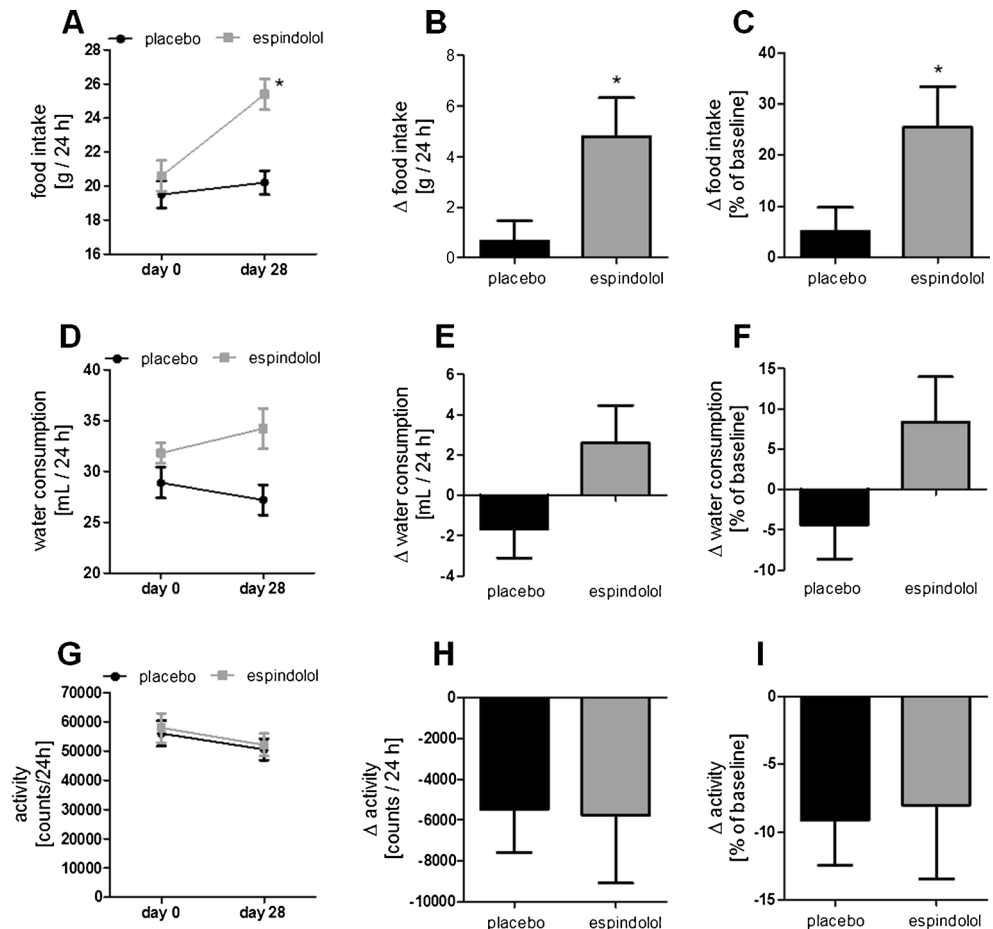 A
placebo espindolol
food intake
[g / 24 h]
28
26
24
22
20
18
16
*
day 0 day 28
B
Δ food intake
[g / 24 h]
8
6
4
2
0
*
placebo espindolol
C
Δ food intake
[% of baseline]
40
30
20
10
0
*
placebo espindolol
D
placebo espindolol
water consumption
[mL / 24 h]
40
35
30
25
20
day 0 day 28
E
Δ water consumption
[mL / 24 h]
6
4
2
0
-2
-4
placebo espindolol
F
Δ water consumption
[% of baseline]
15
10
5
0
-5
-10
placebo espindolol
G
placebo espindolol
activity
[counts/24h]
70000
60000
50000
40000
30000
20000
10000
0
day 0 day 28
H
Δ activity
[counts / 24 h]
0
-2000
-4000
-6000
-8000
-10000
placebo espindolol
I
Δ activity
[% of baseline]
0
-5
-10
-15
placebo espindolol